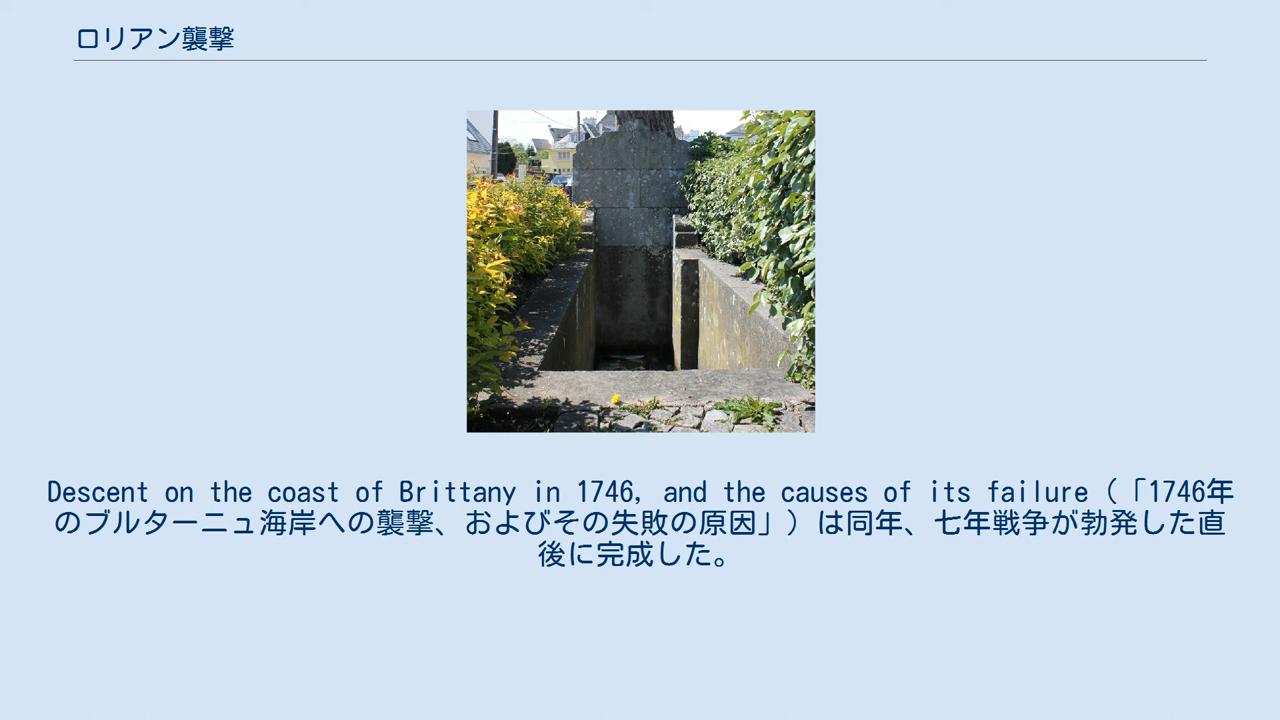 ロリアン襲撃
Descent on the coast of Brittany in 1746, and the causes of its failure（「1746年
のブルターニュ海岸への襲撃、およびその失敗の原因」）は同年、七年戦争が勃発した直
後に完成した。